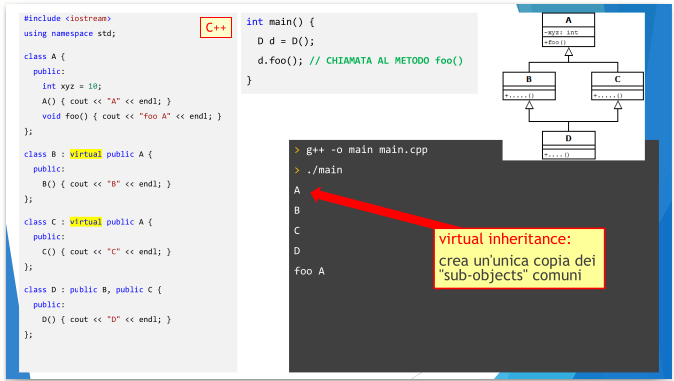 #include <iostream>
using namespace std;
class A {
public:
int xyz = 10;
A() { cout << "A" << endl; }
void foo() { cout << "foo A" << endl; }
};
class B : virtual public A {
public:
B() { cout << "B" << endl; }
};
class C : virtual public A {
public:
C() { cout << "C" << endl; }
};
class D : public B, public C {
public:
D() { cout << "D" << endl; }
};
C++
int main() {
D d = D();
d.foo(); // CHIAMATA AL METODO foo()
}
A
-xyz: int
+foo()
B
+.....()
C
+.....()
D
+....()
> g++ -o main main.cpp
> ./main
A
B
C
D
foo A
virtual inheritance:
crea un'unica copia dei
"sub-objects" comuni